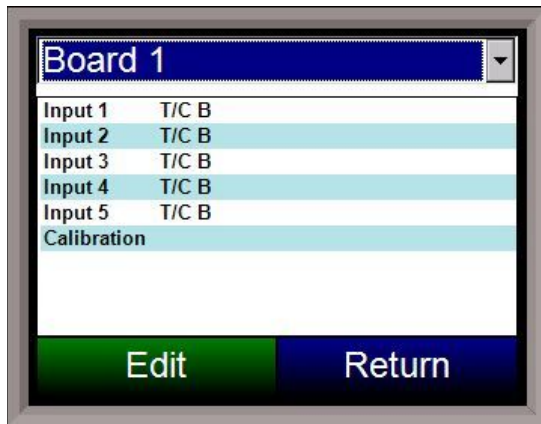 Board 1
Input 1 T/C B
Input 2 T/C B
Input 3 T/C B
Input 4 T/C B
Input 5 T/C B
Calibration
Edit Return